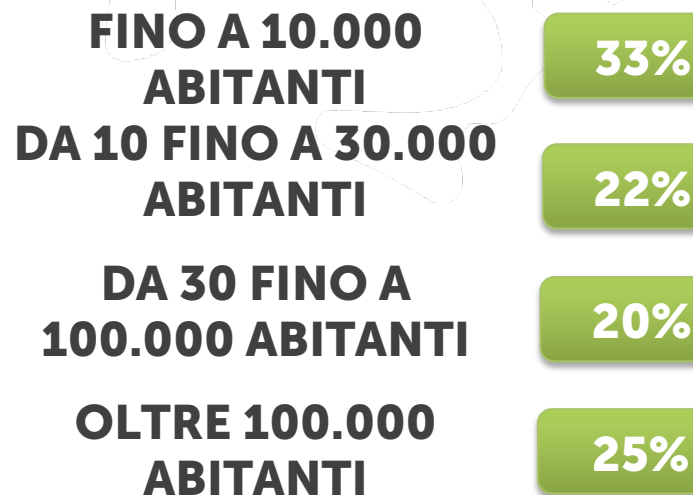 FINO A 10.000
ABITANTI
33%
DA 10 FINO A 30.000
ABITANTI
22%
DA 30 FINO A
100.000 ABITANTI
20%
OLTRE 100.000
ABITANTI
25%